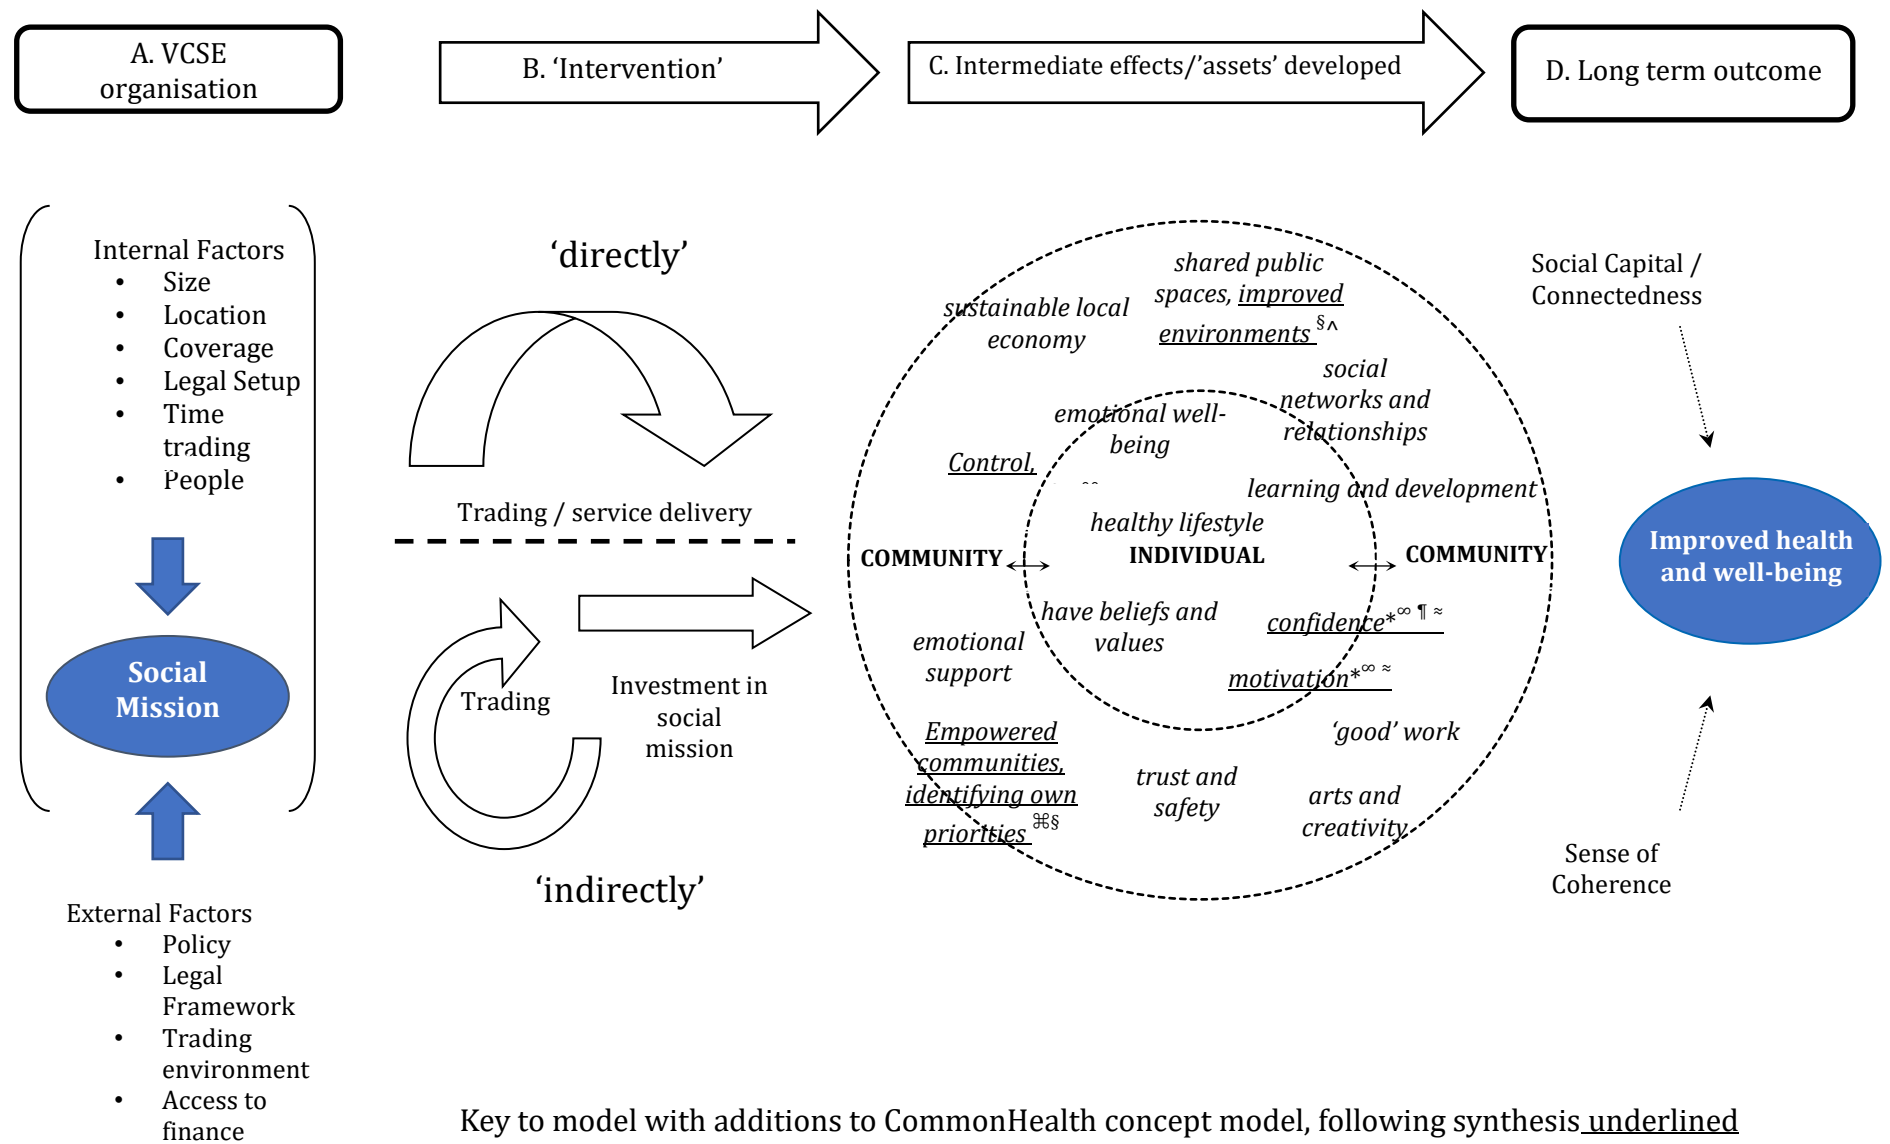 A. VCSE
organisation
B. ‘Intervention’
C. Intermediate effects/’assets’ developed
D. Long term outcome
Internal Factors
• Size
• Location
• Coverage
• Legal Setup
• Time
trading
• People
Social
Mission
External Factors
• Policy
• Legal
Framework
• Trading
environment
• Access to
finance
‘directly’
Trading / service delivery
Trading
Investment in
social
mission
‘indirectly’
sustainable local
economy
shared public
spaces, improved
environments §^
social
networks and
relationships
emotional well-
being
Control,
learning and development
healthy lifestyle
COMMUNITY
INDIVIDUAL
COMMUNITY
have beliefs and
values
confidence*∞ ¶ ≈
emotional
support
motivation*∞ ≈
Empowered
communities,
identifying own
priorities ⌘§
‘good’ work
trust and
safety
arts and
creativity
Social Capital /
Connectedness
Improved health
and well-being
Sense of
Coherence
Key to model with additions to CommonHealth concept model, following synthesis underlined